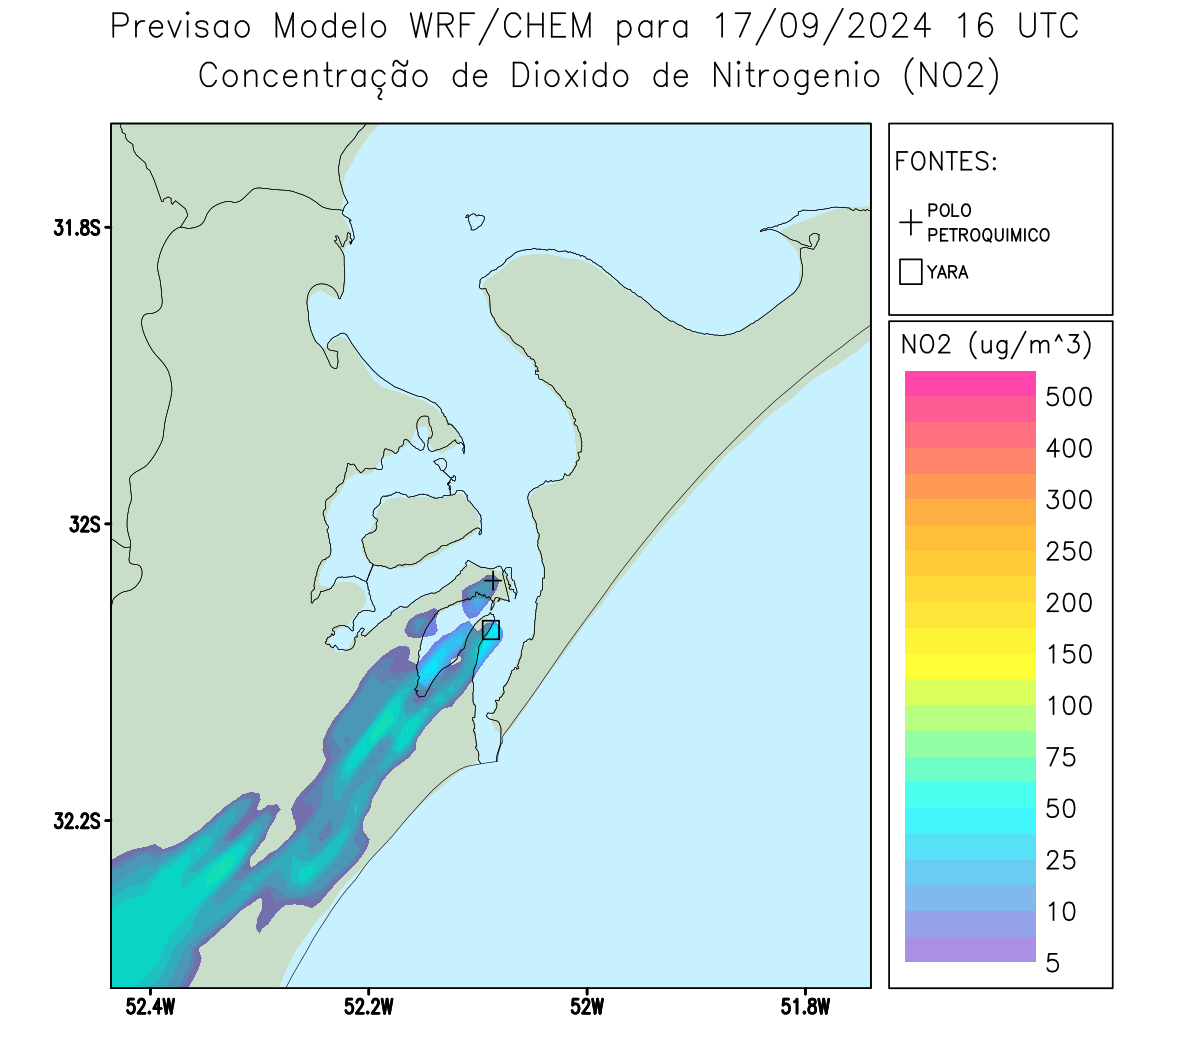 Previsao Modelo WRF/CHEM para 17/09/2024 16 UTC
Concentração de Dioxido de Nitrogenio (NO2)
FONTES:
POLO
PETROQUIMICO
YARA
31.8S
32S
32.2S
52.4W
52.2W
52W
51.8W
NO2 (ug/m^3)
500
400
300
250
200
150
100
75
50
25
10
5